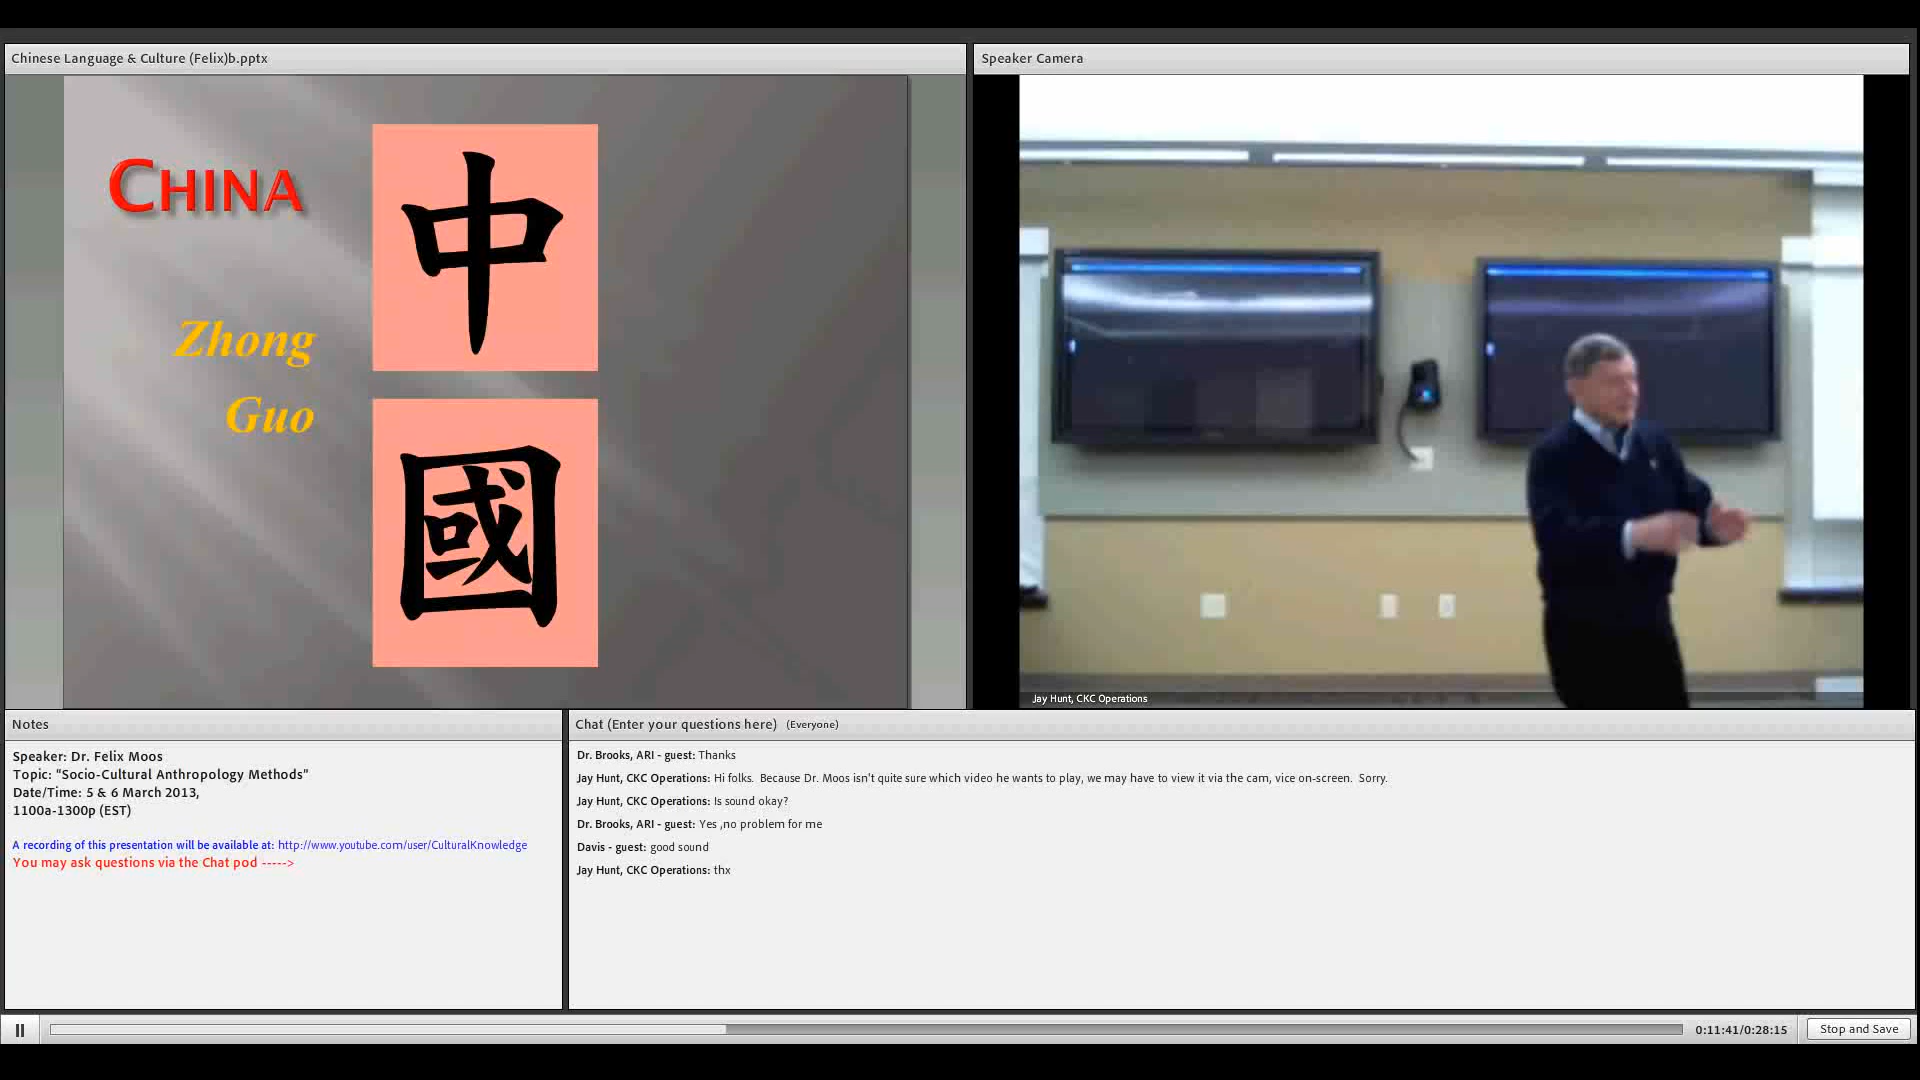 Chinese Language & Culture (Felix)b.pptx
CHINA
Zhong
Guo
中
國
Speaker Camera
Jay Hunt, CKC Operations
Notes
Speaker: Dr. Felix Moos
Topic: "Socio-Cultural Anthropology Methods"
Date/Time: 5 & 6 March 2013,
1100a-1300p (EST)
A recording of this presentation will be available at: http://www.youtube.com/user/CulturalKnowledge
You may ask questions via the Chat pod ----->
Chat (Enter your questions here) (Everyone)
Dr. Brooks, ARI - guest: Thanks
Jay Hunt, CKC Operations: Hi folks. Because Dr. Moos isn't quite sure which video he wants to play, we may have to view it via the cam, vice on-screen. Sorry.
Jay Hunt, CKC Operations: Is sound okay?
Dr. Brooks, ARI - guest: Yes ,no problem for me
Davis - guest: good sound
Jay Hunt, CKC Operations: thx
0:11:41/0:28:15
Stop and Save